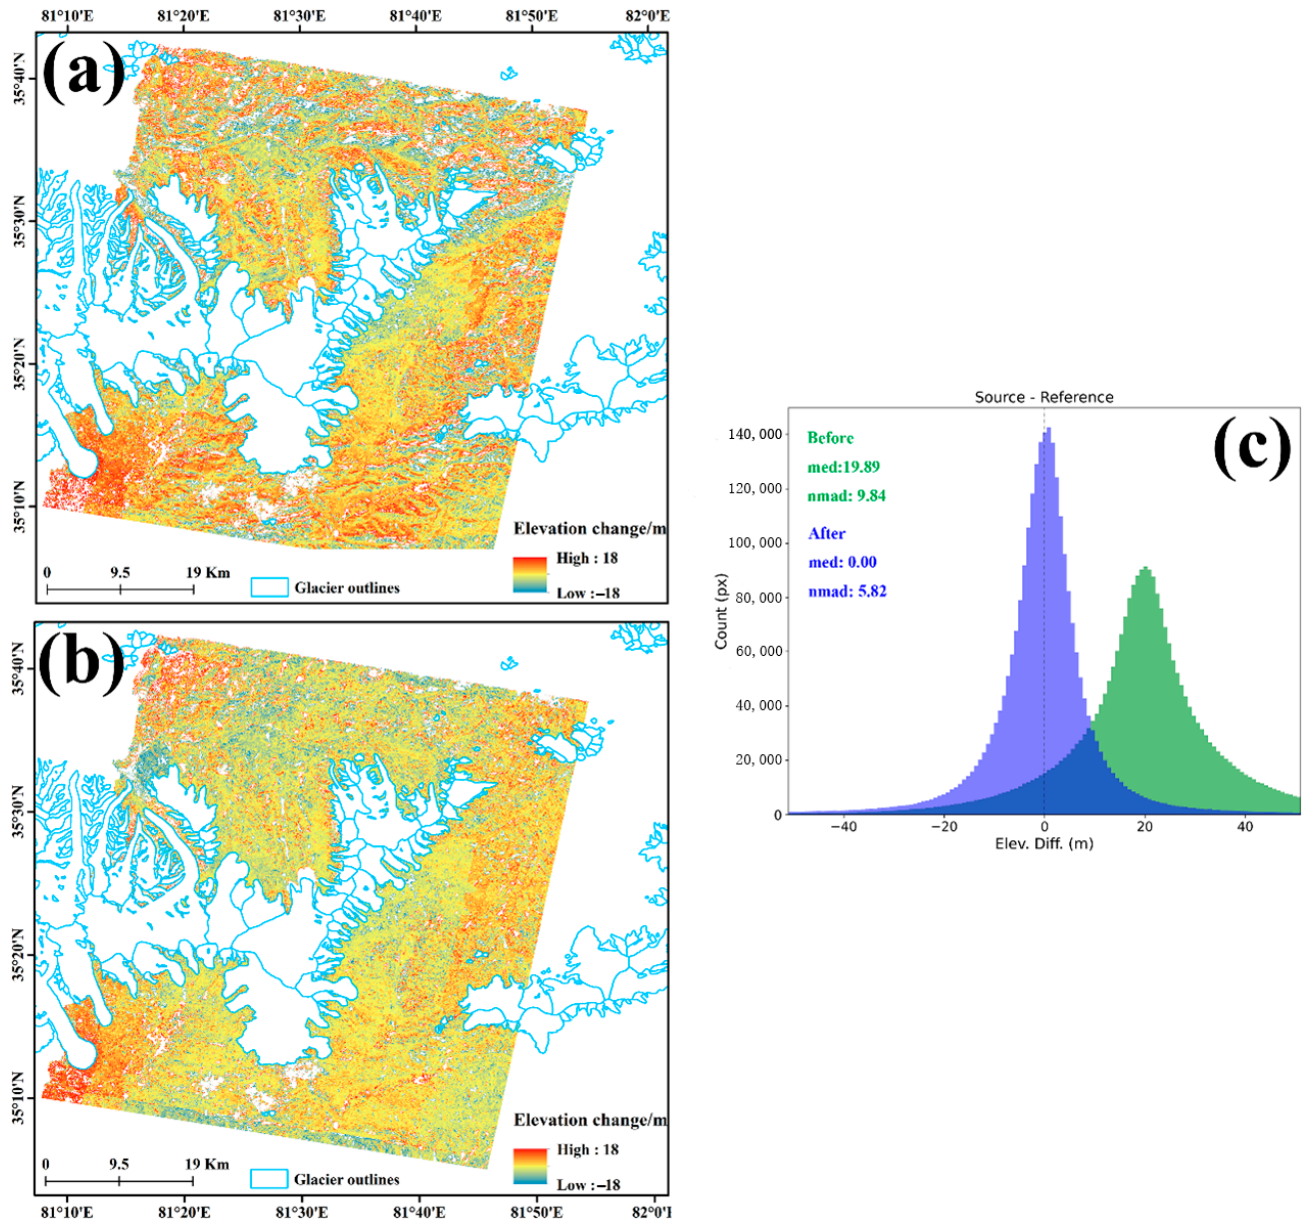 81°10'E 81°20'E 81°30'E 81°40'E 81°50'E 82°0'E
(a)
35°40'N
35°30'N
35°20'N
35°10'N
Elevation change/m
High : 18
Low :–18
0 9.5 19 Km
Glacier outlines
(b)
35°40'N
35°30'N
35°20'N
35°10'N
Elevation change/m
High : 18
Low :–18
0 9.5 19 Km
Glacier outlines
81°10'E 81°20'E 81°30'E 81°40'E 81°50'E 82°0'I
Source - Reference
(c)
Before
med:19.89
nmad: 9.84
After
med: 0.00
nmad: 5.82
140, 000
120, 000
100, 000
80, 000
60, 000
40, 000
20, 000
0
Count (px)
−40 −20 0 20 40
Elev. Diff. (m)